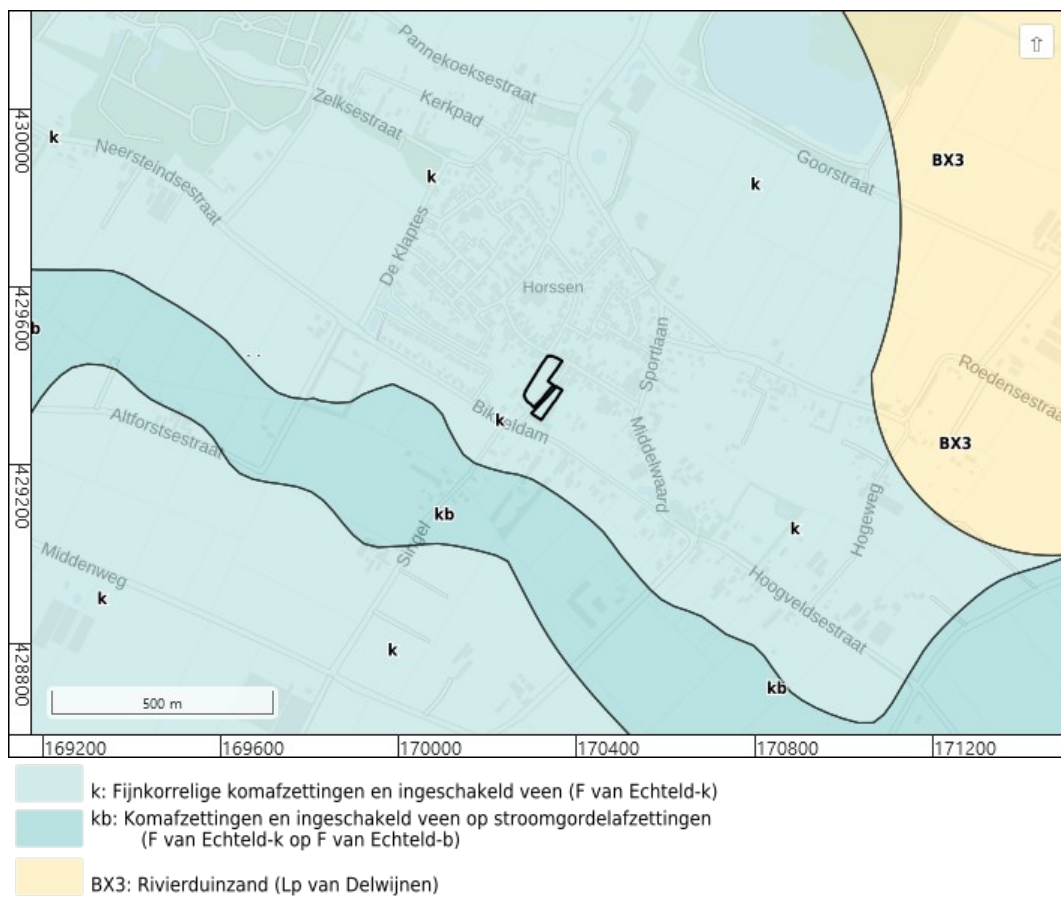 ⇧
430000
429600
429200
428800
Pannekoeksestraat
Kerkpad
Zelksestraat
k
Neersteindsestraat
k
k
Goorstraat
BX3
De Klaptes
Horssen
b
Sportlaan
Roedensestraat
Bikkeldam
k
Altforstsestraat
Middelwaard
BX3
kb
Singel
k
Hogeweg
Middenweg
k
Hoogveldsestraat
k
kb
500 m
169200 169600 170000 170400 170800 171200
k: Fijnkorrelige komafzettingen en ingeschakeld veen (F van Echteld-k)
kb: Komafzettingen en ingeschakeld veen op stroomgordelafzettingen
(F van Echteld-k op F van Echteld-b)
BX3: Rivierduinzand (Lp van Delwijnen)